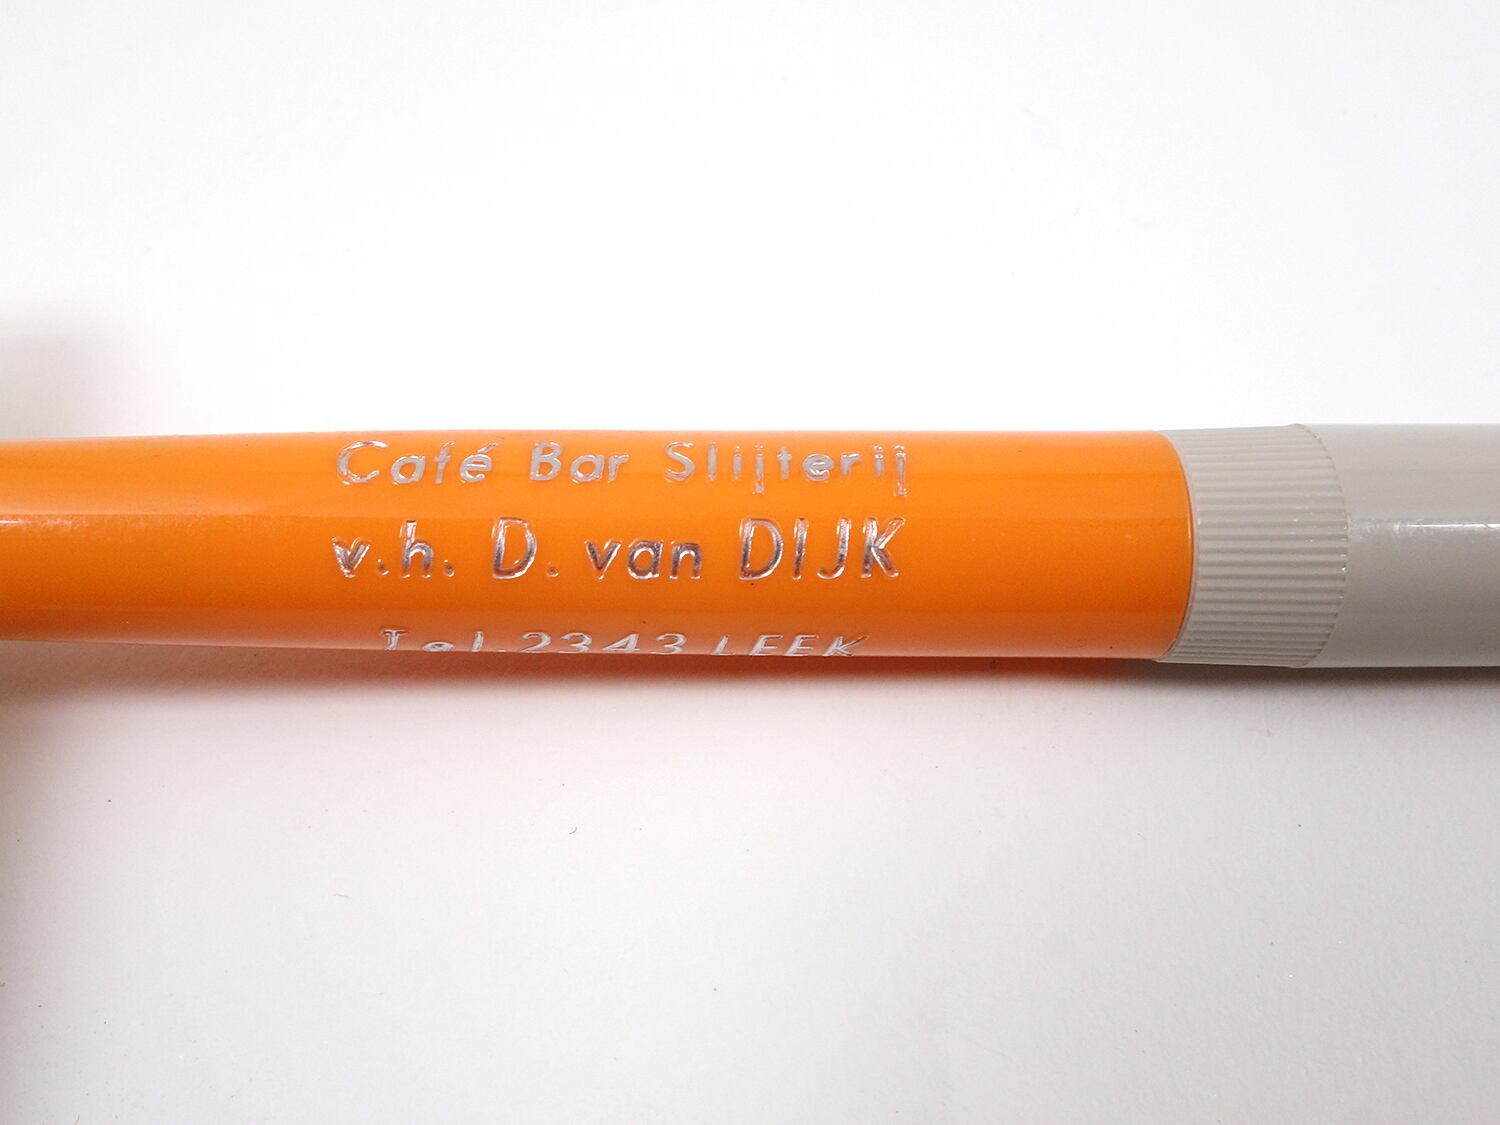 Café Bar Slijterij
v.h. D. van DIJK
Tel. 2343 LEEK